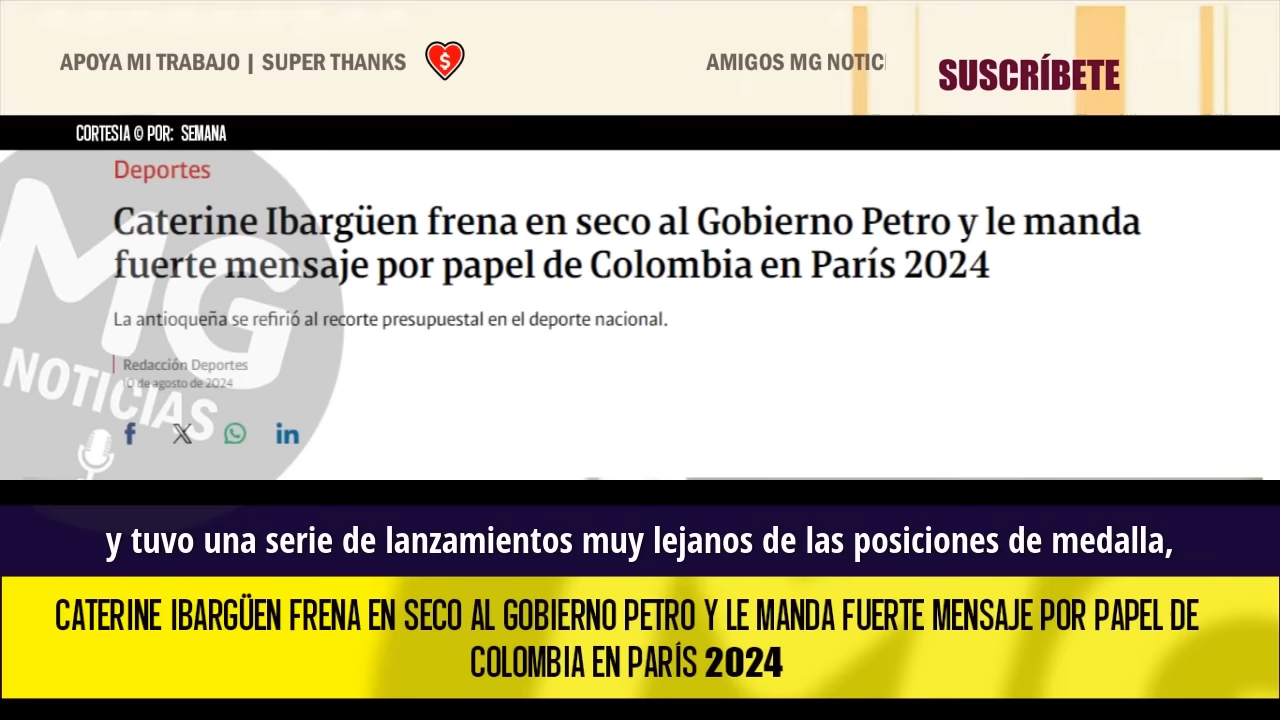 APOYA MI TRABAJO | SUPER THANKS
$
AMIGOS MG NOTIC
SUSCRÍBETE
CORTESIA © POR: SEMANA
Deportes
Caterine Ibargüen frena en seco al Gobierno Petro y le manda
fuerte mensaje por papel de Colombia en París 2024
La antioqueña se refirió al recorte presupuestal en el deporte nacional.
Redacción Deportes
10 de agosto de 2024
MG
NOTICIAS
y tuvo una serie de lanzamientos muy lejanos de las posiciones de medalla,
CATERINE IBARGÜEN FRENA EN SECO AL GOBIERNO PETRO Y LE MANDA FUERTE MENSAJE POR PAPEL DE
COLOMBIA EN PARÍS 2024